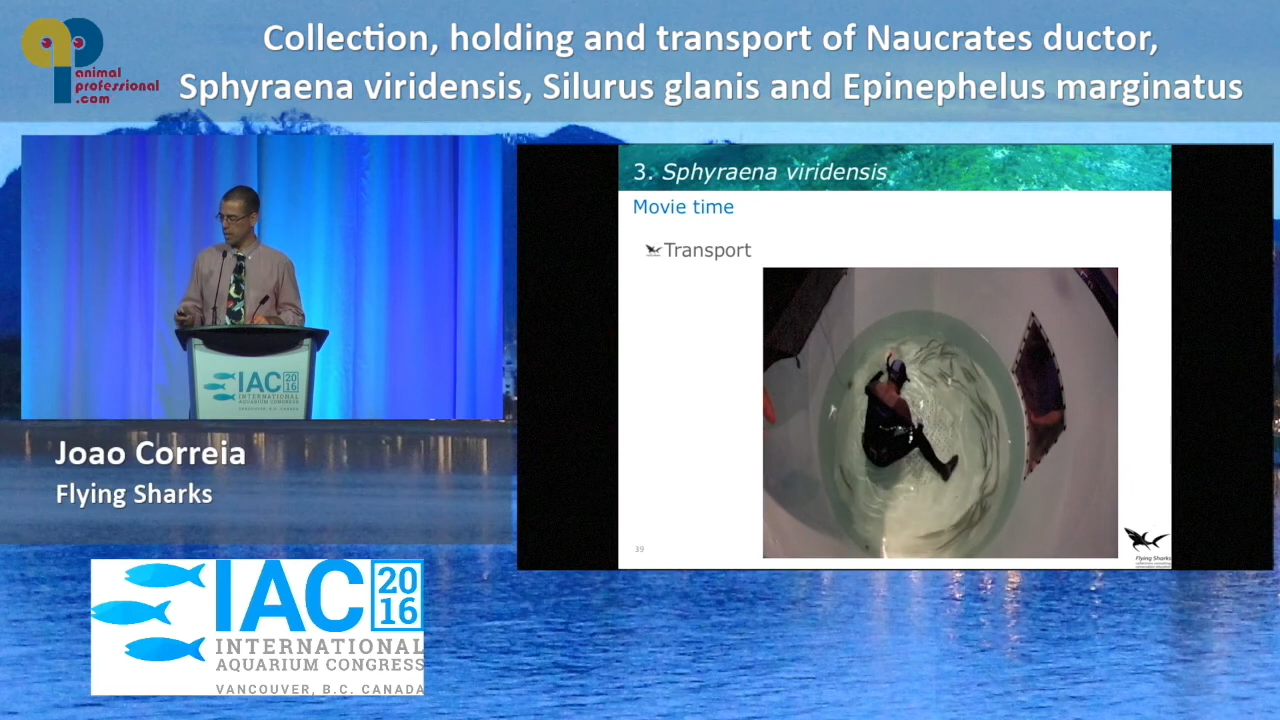 Collection, holding and transport of Naucrates ductor,
Sphyraena viridensis, Silurus glanis and Epinephelus marginatus
animal
professional
.com
3. Sphyraena viridensis
Movie time
Transport
39
Flying Sharks
IAC 2016
INTERNATIONAL
AQUARIUM CONGRESS
VANCOUVER, B.C. CANADA
Joao Correia
Flying Sharks
IAC 20
16
INTERNATIONAL
AQUARIUM CONGRESS
VANCOUVER, B.C. CANADA